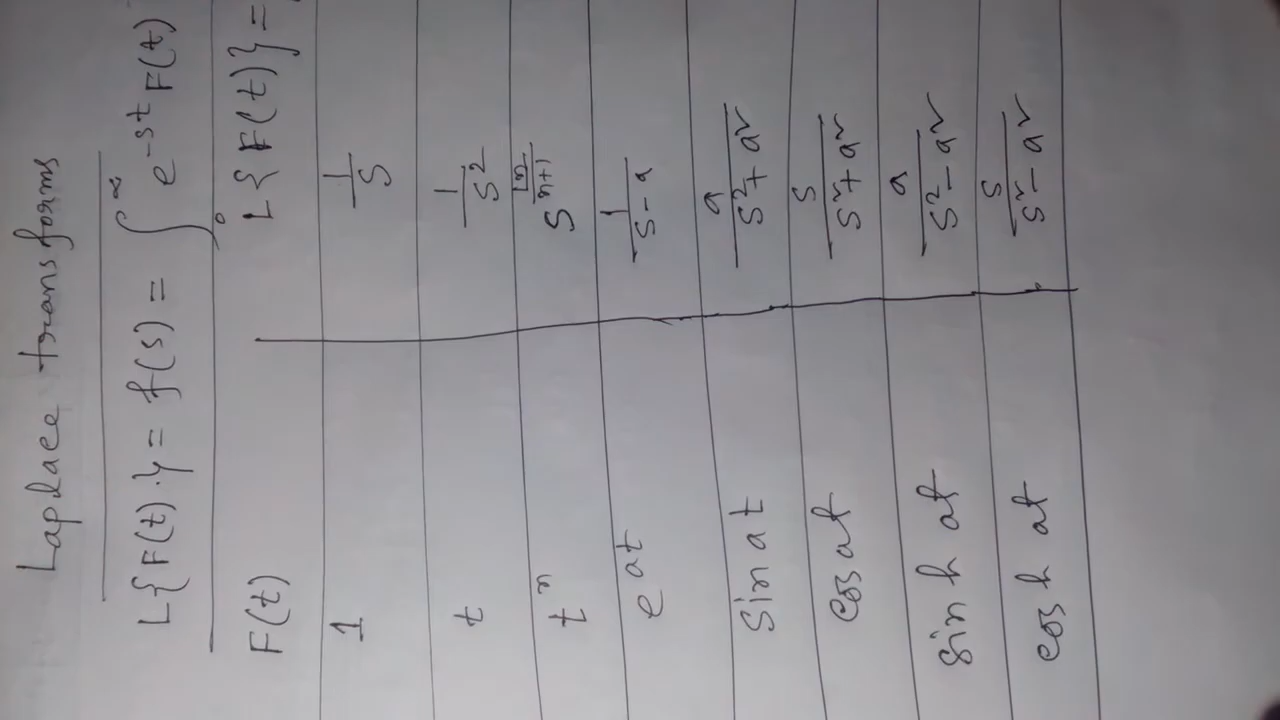 Laplace transforms
L{F(t)} = f(s) = ∫₀^∞ e^-st F(t)
F(t) L{F(t)} =
1 1/S
t 1/S²
t^n ⌊n/S^n+1
e^at 1/S-a
Sin at a/S²+a²
cos at S/S²+a²
Sin h at a/S²-a²
cos h at S/S²-a²